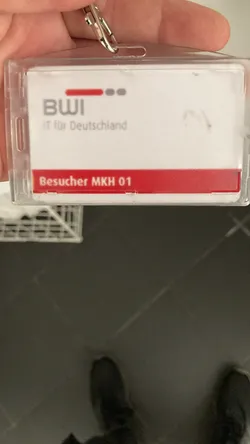 BWI
IT für Deutschland
Besucher MKH 01